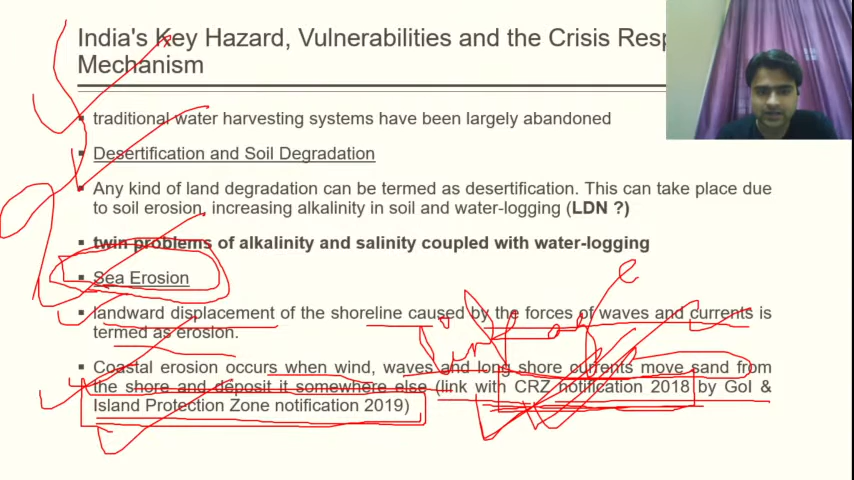 India's Key Hazard, Vulnerabilities and the Crisis Resp
Mechanism
▪ traditional water harvesting systems have been largely abandoned
▪ Desertification and Soil Degradation
▪ Any kind of land degradation can be termed as desertification. This can take place due
to soil erosion, increasing alkalinity in soil and water-logging (LDN ?)
▪ twin problems of alkalinity and salinity coupled with water-logging
▪ Sea Erosion
▪ landward displacement of the shoreline caused by the forces of waves and currents is
termed as erosion.
▪ Coastal erosion occurs when wind, waves and long shore currents move sand from
the shore and deposit it somewhere else (link with CRZ notification 2018 by GoI &
Island Protection Zone notification 2019)